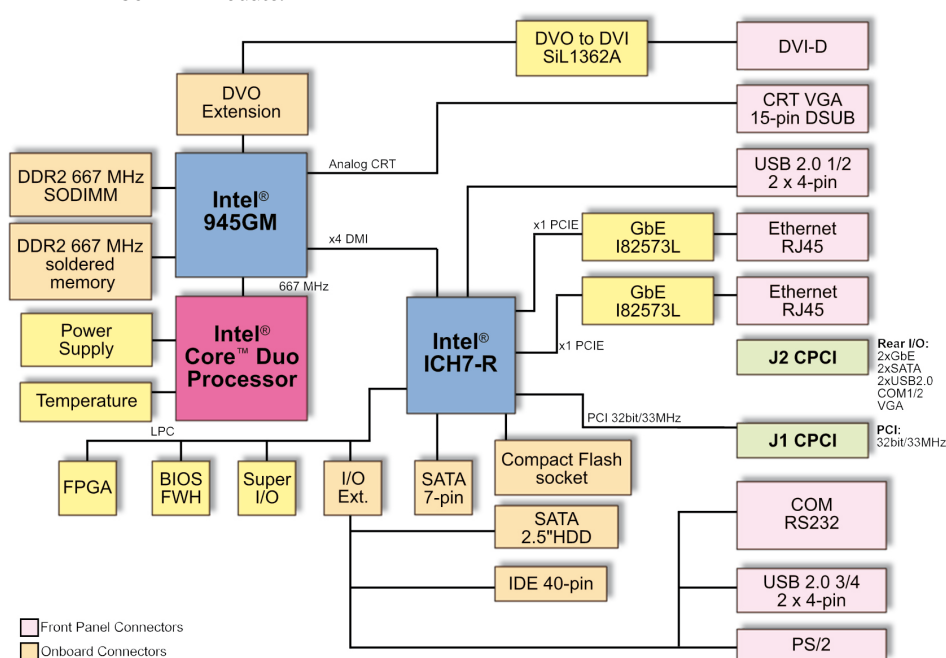 DVO to DVI
SiL1362A
DVI-D
DVO
Extension
CRT VGA
15-pin DSUB
Analog CRT
DDR2 667 MHz
SODIMM
Intel®
945GM
USB 2.0 1/2
2 x 4-pin
DDR2 667 MHz
soldered
memory
x4 DMI
x1 PCIE
GbE
I82573L
Ethernet
RJ45
667 MHz
GbE
I82573L
Ethernet
RJ45
Power
Supply
Intel®
Core™ Duo
Processor
Intel®
ICH7-R
x1 PCIE
J2 CPCI
Rear I/O:
2xGbE
2xSATA
2xUSB2.0
COM1/2
VGA
Temperature
PCI 32bit/33MHz
J1 CPCI
PCI:
32bit/33MHz
LPC
FPGA
BIOS
FWH
Super
I/O
I/O
Ext.
SATA
7-pin
Compact Flash
socket
SATA
2.5"HDD
COM
RS232
IDE 40-pin
USB 2.0 3/4
2 x 4-pin
PS/2
Front Panel Connectors
Onboard Connectors